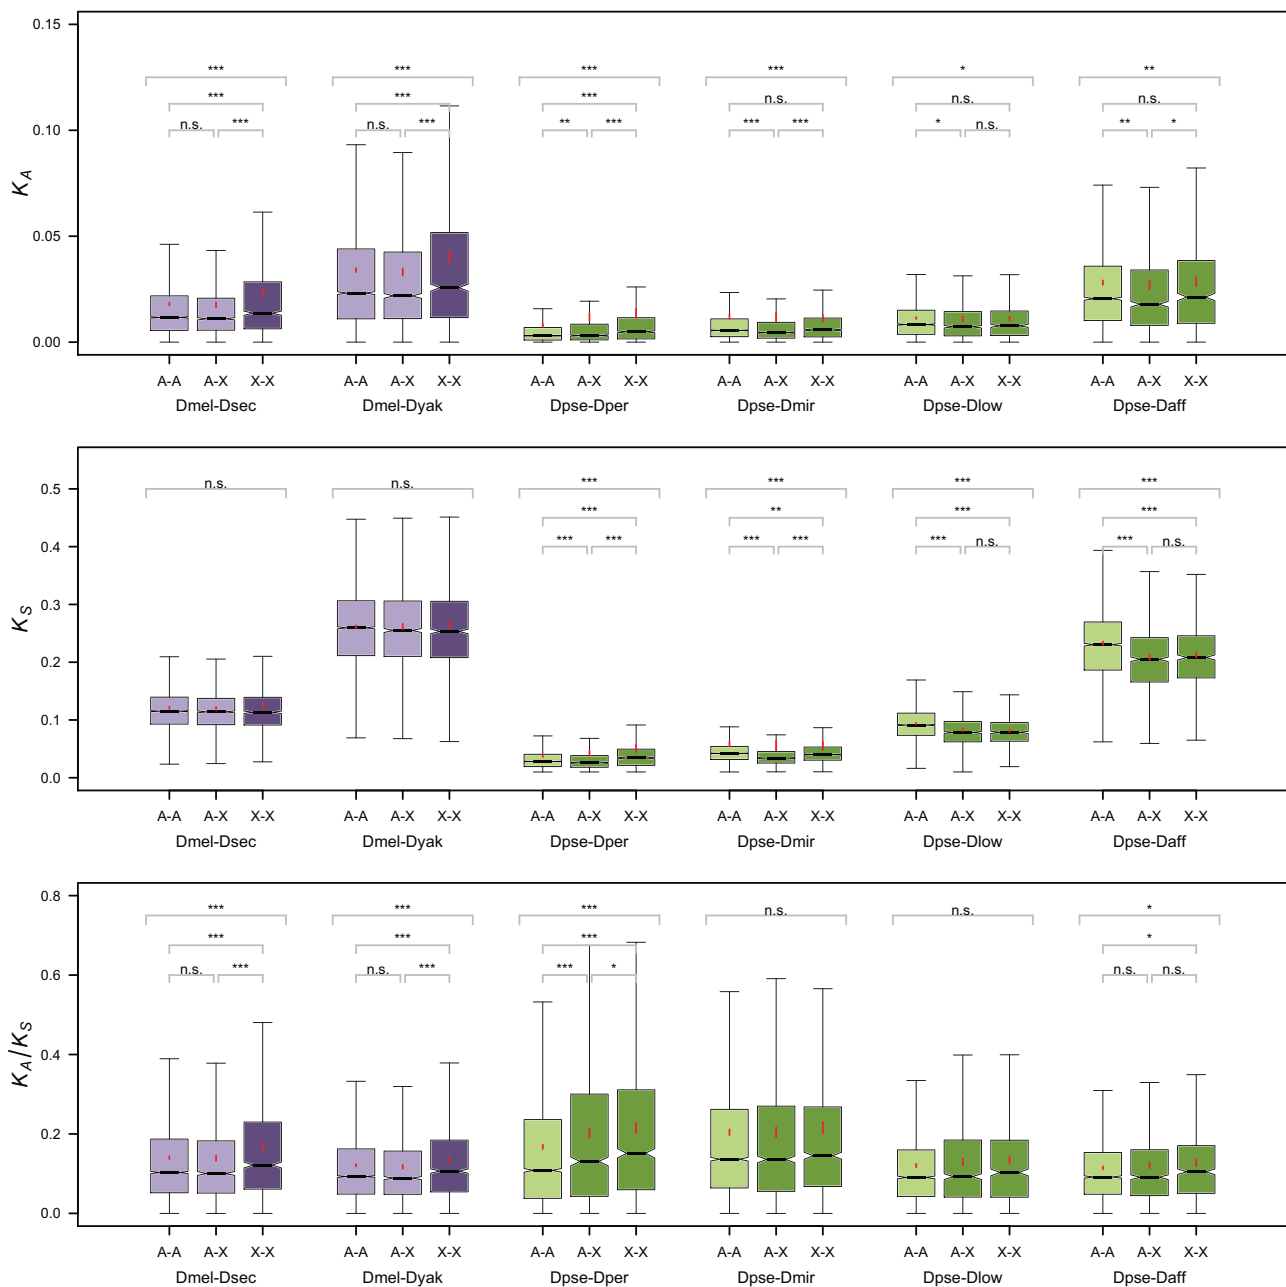 0.15
*** *** *** *** * **
*** *** *** n.s. n.s. n.s.
0.10
n.s. *** n.s. *** ** *** *** *** * n.s. ** *
K_A
0.05
0.00
A-A A-X X-X A-A A-X X-X A-A A-X X-X A-A A-X X-X A-A A-X X-X A-A A-X X-X
Dmel-Dsec Dmel-Dyak Dpse-Dper Dpse-Dmir Dpse-Dlow Dpse-Daff
0.5
n.s. n.s. *** *** *** ***
*** ** *** ***
0.4
*** *** *** *** *** n.s. *** n.s.
0.3
K_S
0.2
0.1
0.0
A-A A-X X-X A-A A-X X-X A-A A-X X-X A-A A-X X-X A-A A-X X-X A-A A-X X-X
Dmel-Dsec Dmel-Dyak Dpse-Dper Dpse-Dmir Dpse-Dlow Dpse-Daff
0.8
*** *** *** n.s. n.s. *
*** *** *** *
0.6
n.s. *** n.s. *** *** * n.s. n.s.
0.4
K_A/K_S
0.2
0.0
A-A A-X X-X A-A A-X X-X A-A A-X X-X A-A A-X X-X A-A A-X X-X A-A A-X X-X
Dmel-Dsec Dmel-Dyak Dpse-Dper Dpse-Dmir Dpse-Dlow Dpse-Daff